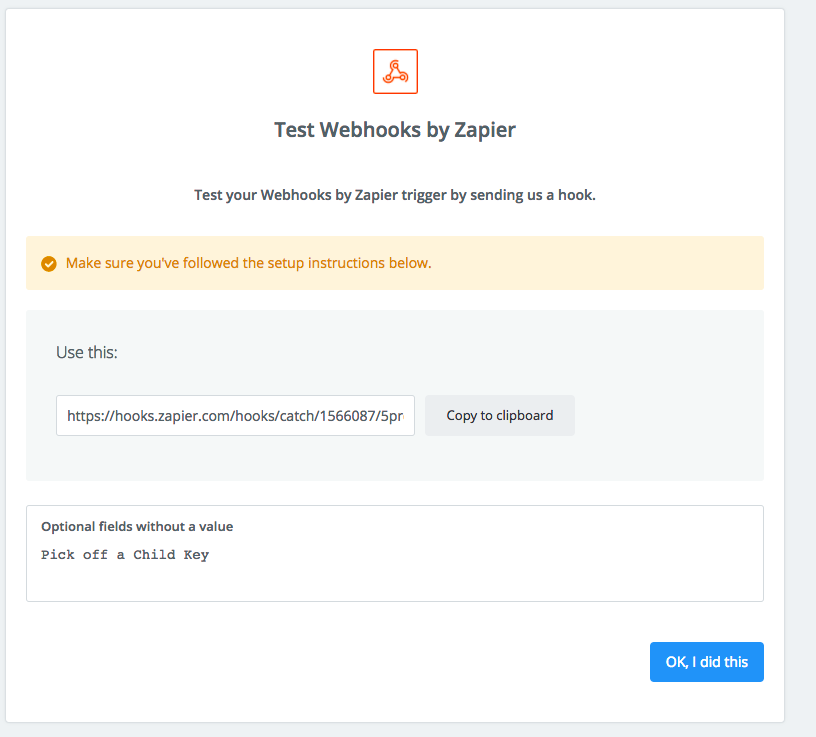 Test Webhooks by Zapier
Test your Webhooks by Zapier trigger by sending us a hook.
Make sure you've followed the setup instructions below.
Use this:
https://hooks.zapier.com/hooks/catch/1566087/5pr
Copy to clipboard
Optional fields without a value
Pick off a Child Key
OK, I did this